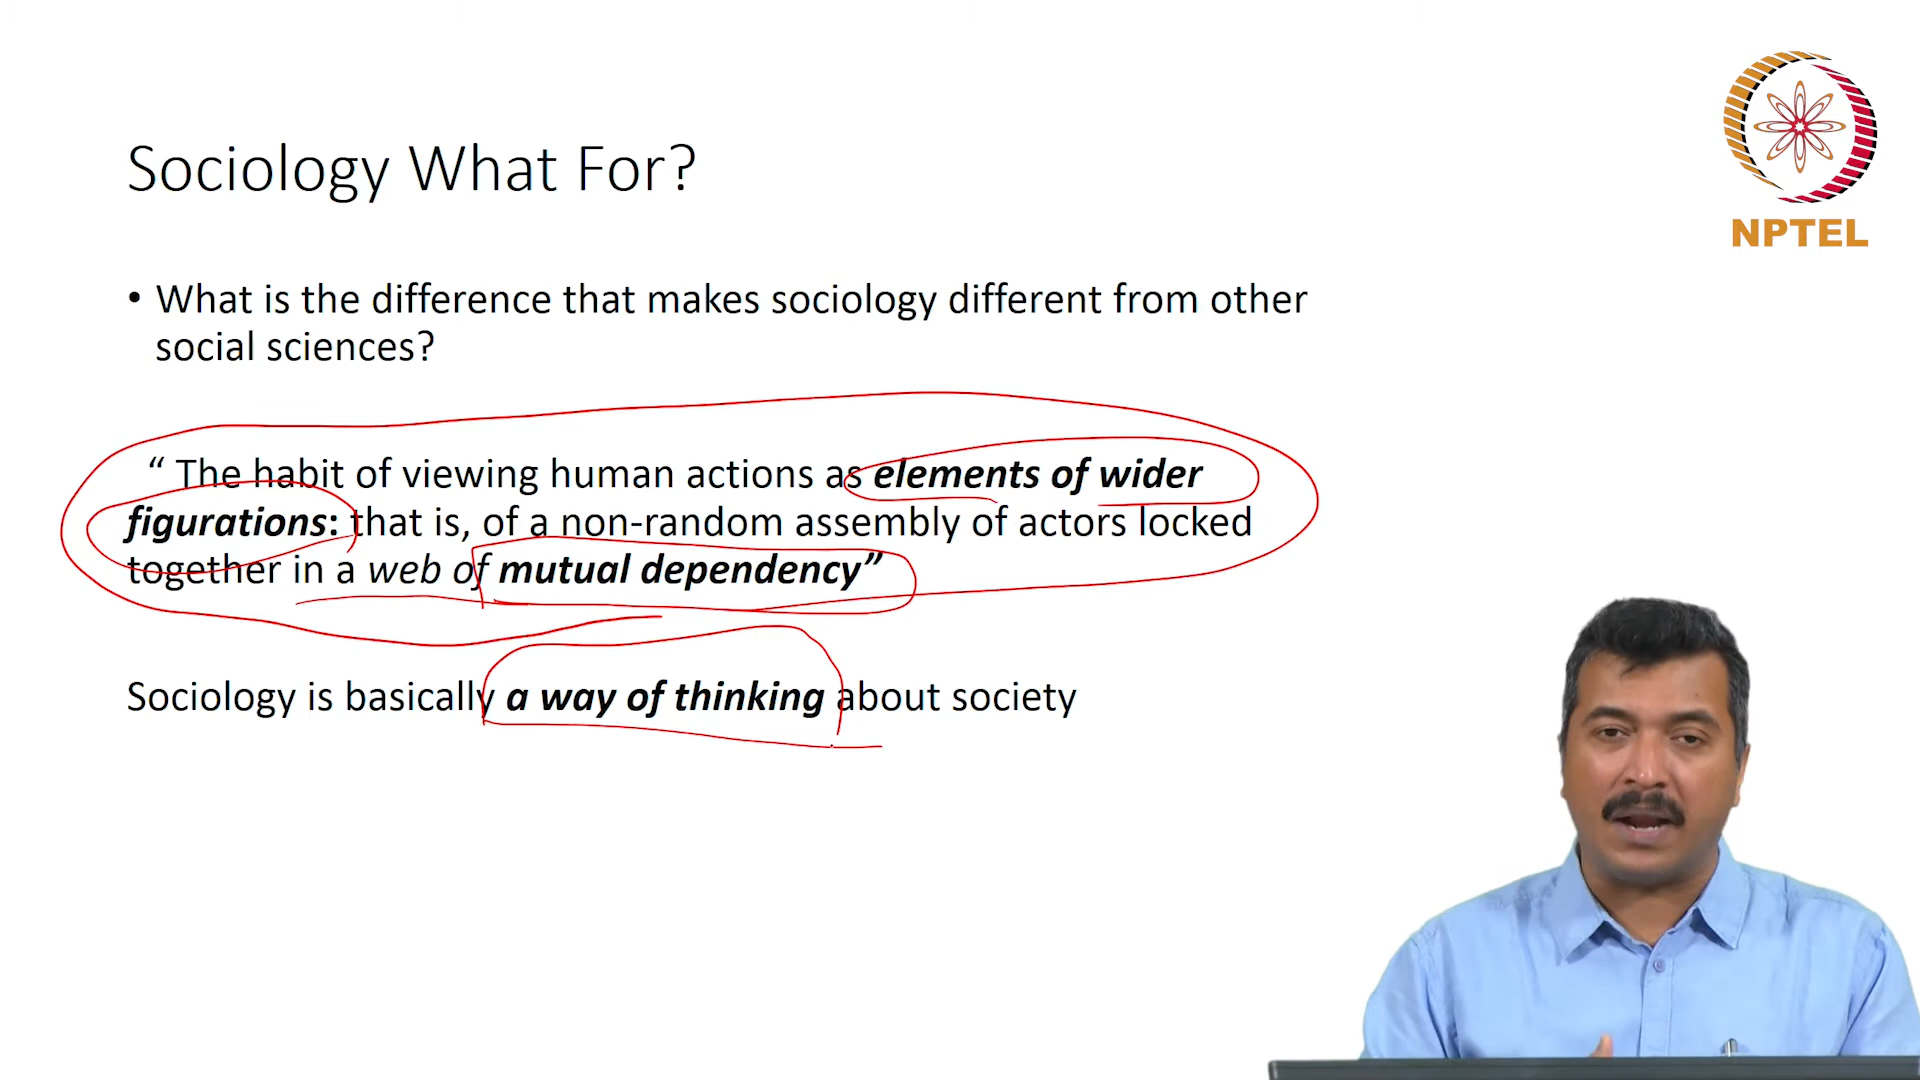 Sociology What For?
NPTEL
• What is the difference that makes sociology different from other
social sciences?
“ The habit of viewing human actions as elements of wider
figurations: that is, of a non-random assembly of actors locked
together in a web of mutual dependency”
Sociology is basically a way of thinking about society